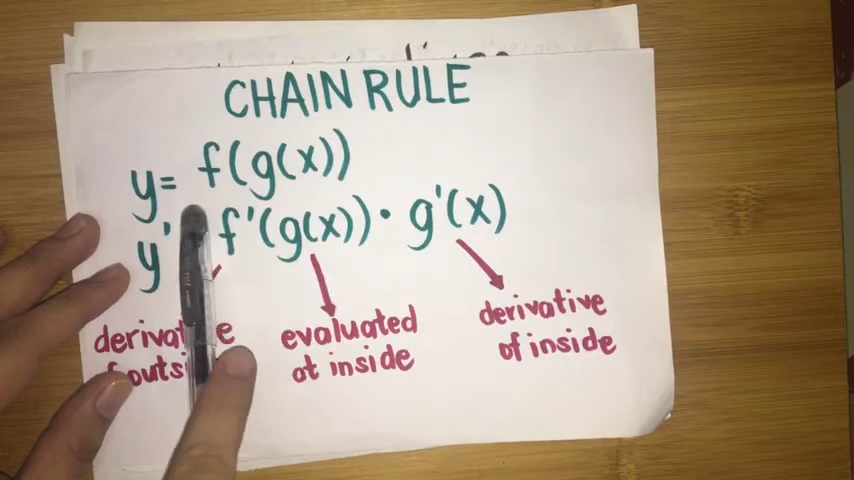 CHAIN RULE
y= f(g(x))
y' f'(g(x)) · g'(x)
evaluated
at inside
derivative
of inside